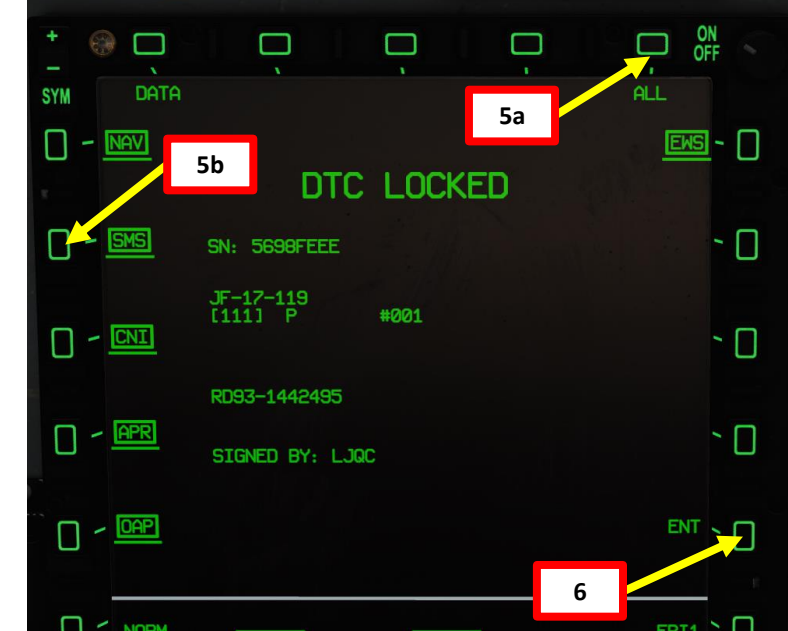 +
ON
OFF
–
SYM
DATA
ALL
5a
NAV
EWS
5b
DTC LOCKED
SMS
SN: 5698FEEE
JF-17-119
[111] P #001
CNI
RD93-1442495
APR
SIGNED BY: LJQC
OAP
ENT
6
NORM